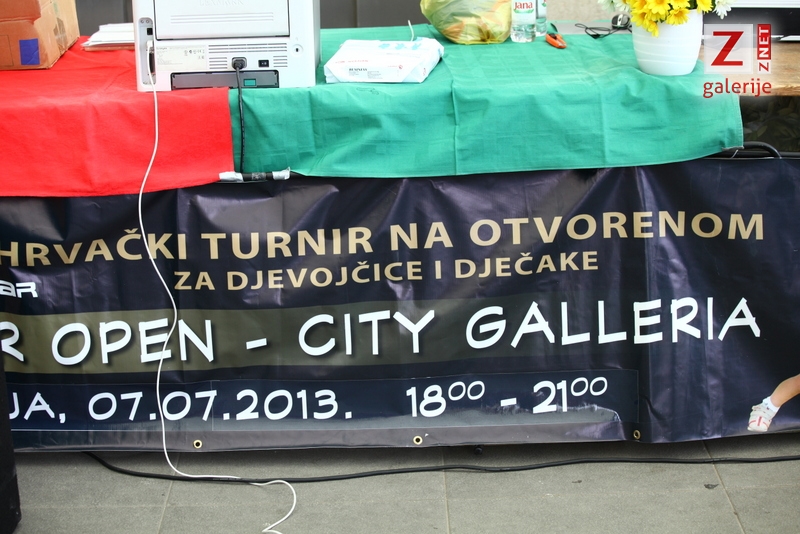 Jana
Z ZNET
galerije
HRVAČKI TURNIR NA OTVORENOM
ZA DJEVOJČICE I DJEČAKE
AR
R OPEN - CITY GALLERIA
JA, 07.07.2013. 18⁰⁰ - 21⁰⁰